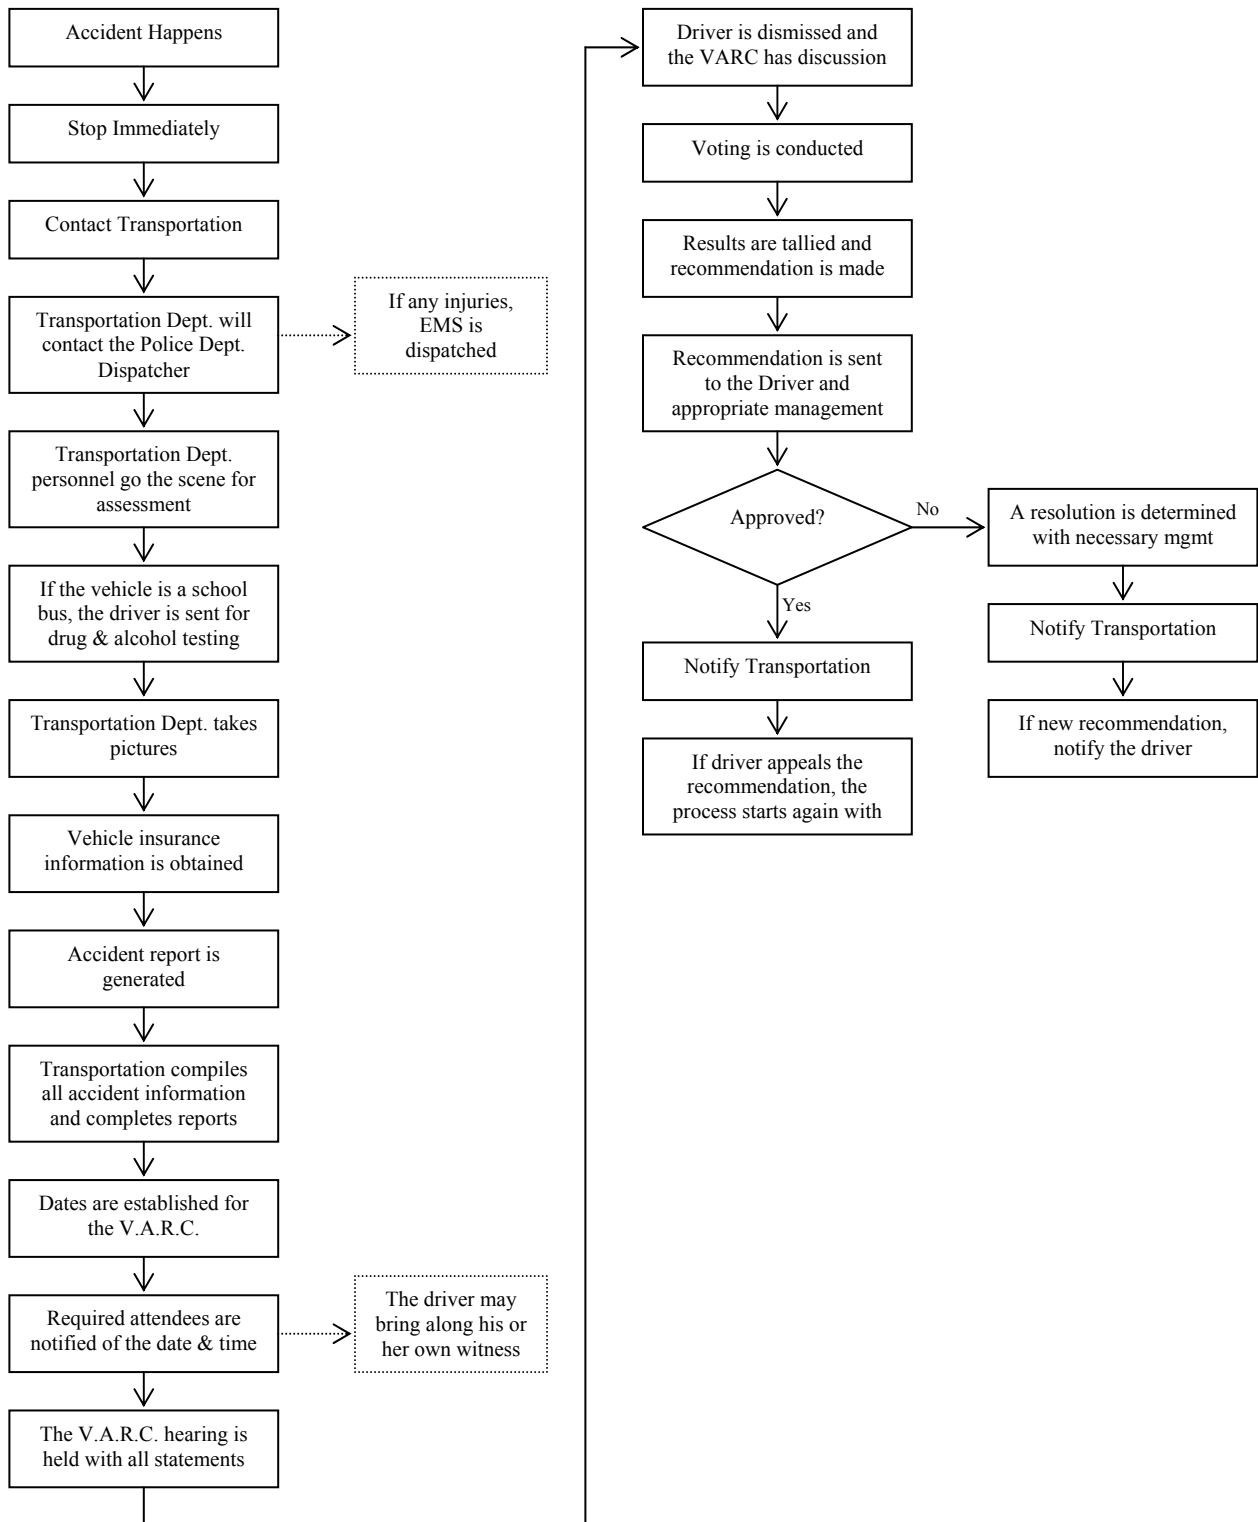 Accident Happens
Stop Immediately
Contact Transportation
Transportation Dept. will
contact the Police Dept.
Dispatcher
If any injuries,
EMS is
dispatched
Transportation Dept.
personnel go the scene for
assessment
If the vehicle is a school
bus, the driver is sent for
drug & alcohol testing
Transportation Dept. takes
pictures
Vehicle insurance
information is obtained
Accident report is
generated
Transportation compiles
all accident information
and completes reports
Dates are established for
the V.A.R.C.
Required attendees are
notified of the date & time
The driver may
bring along his or
her own witness
The V.A.R.C. hearing is
held with all statements
Driver is dismissed and
the VARC has discussion
Voting is conducted
Results are tallied and
recommendation is made
Recommendation is sent
to the Driver and
appropriate management
Approved?
No
A resolution is determined
with necessary mgmt
Notify Transportation
If new recommendation,
notify the driver
Yes
Notify Transportation
If driver appeals the
recommendation, the
process starts again with